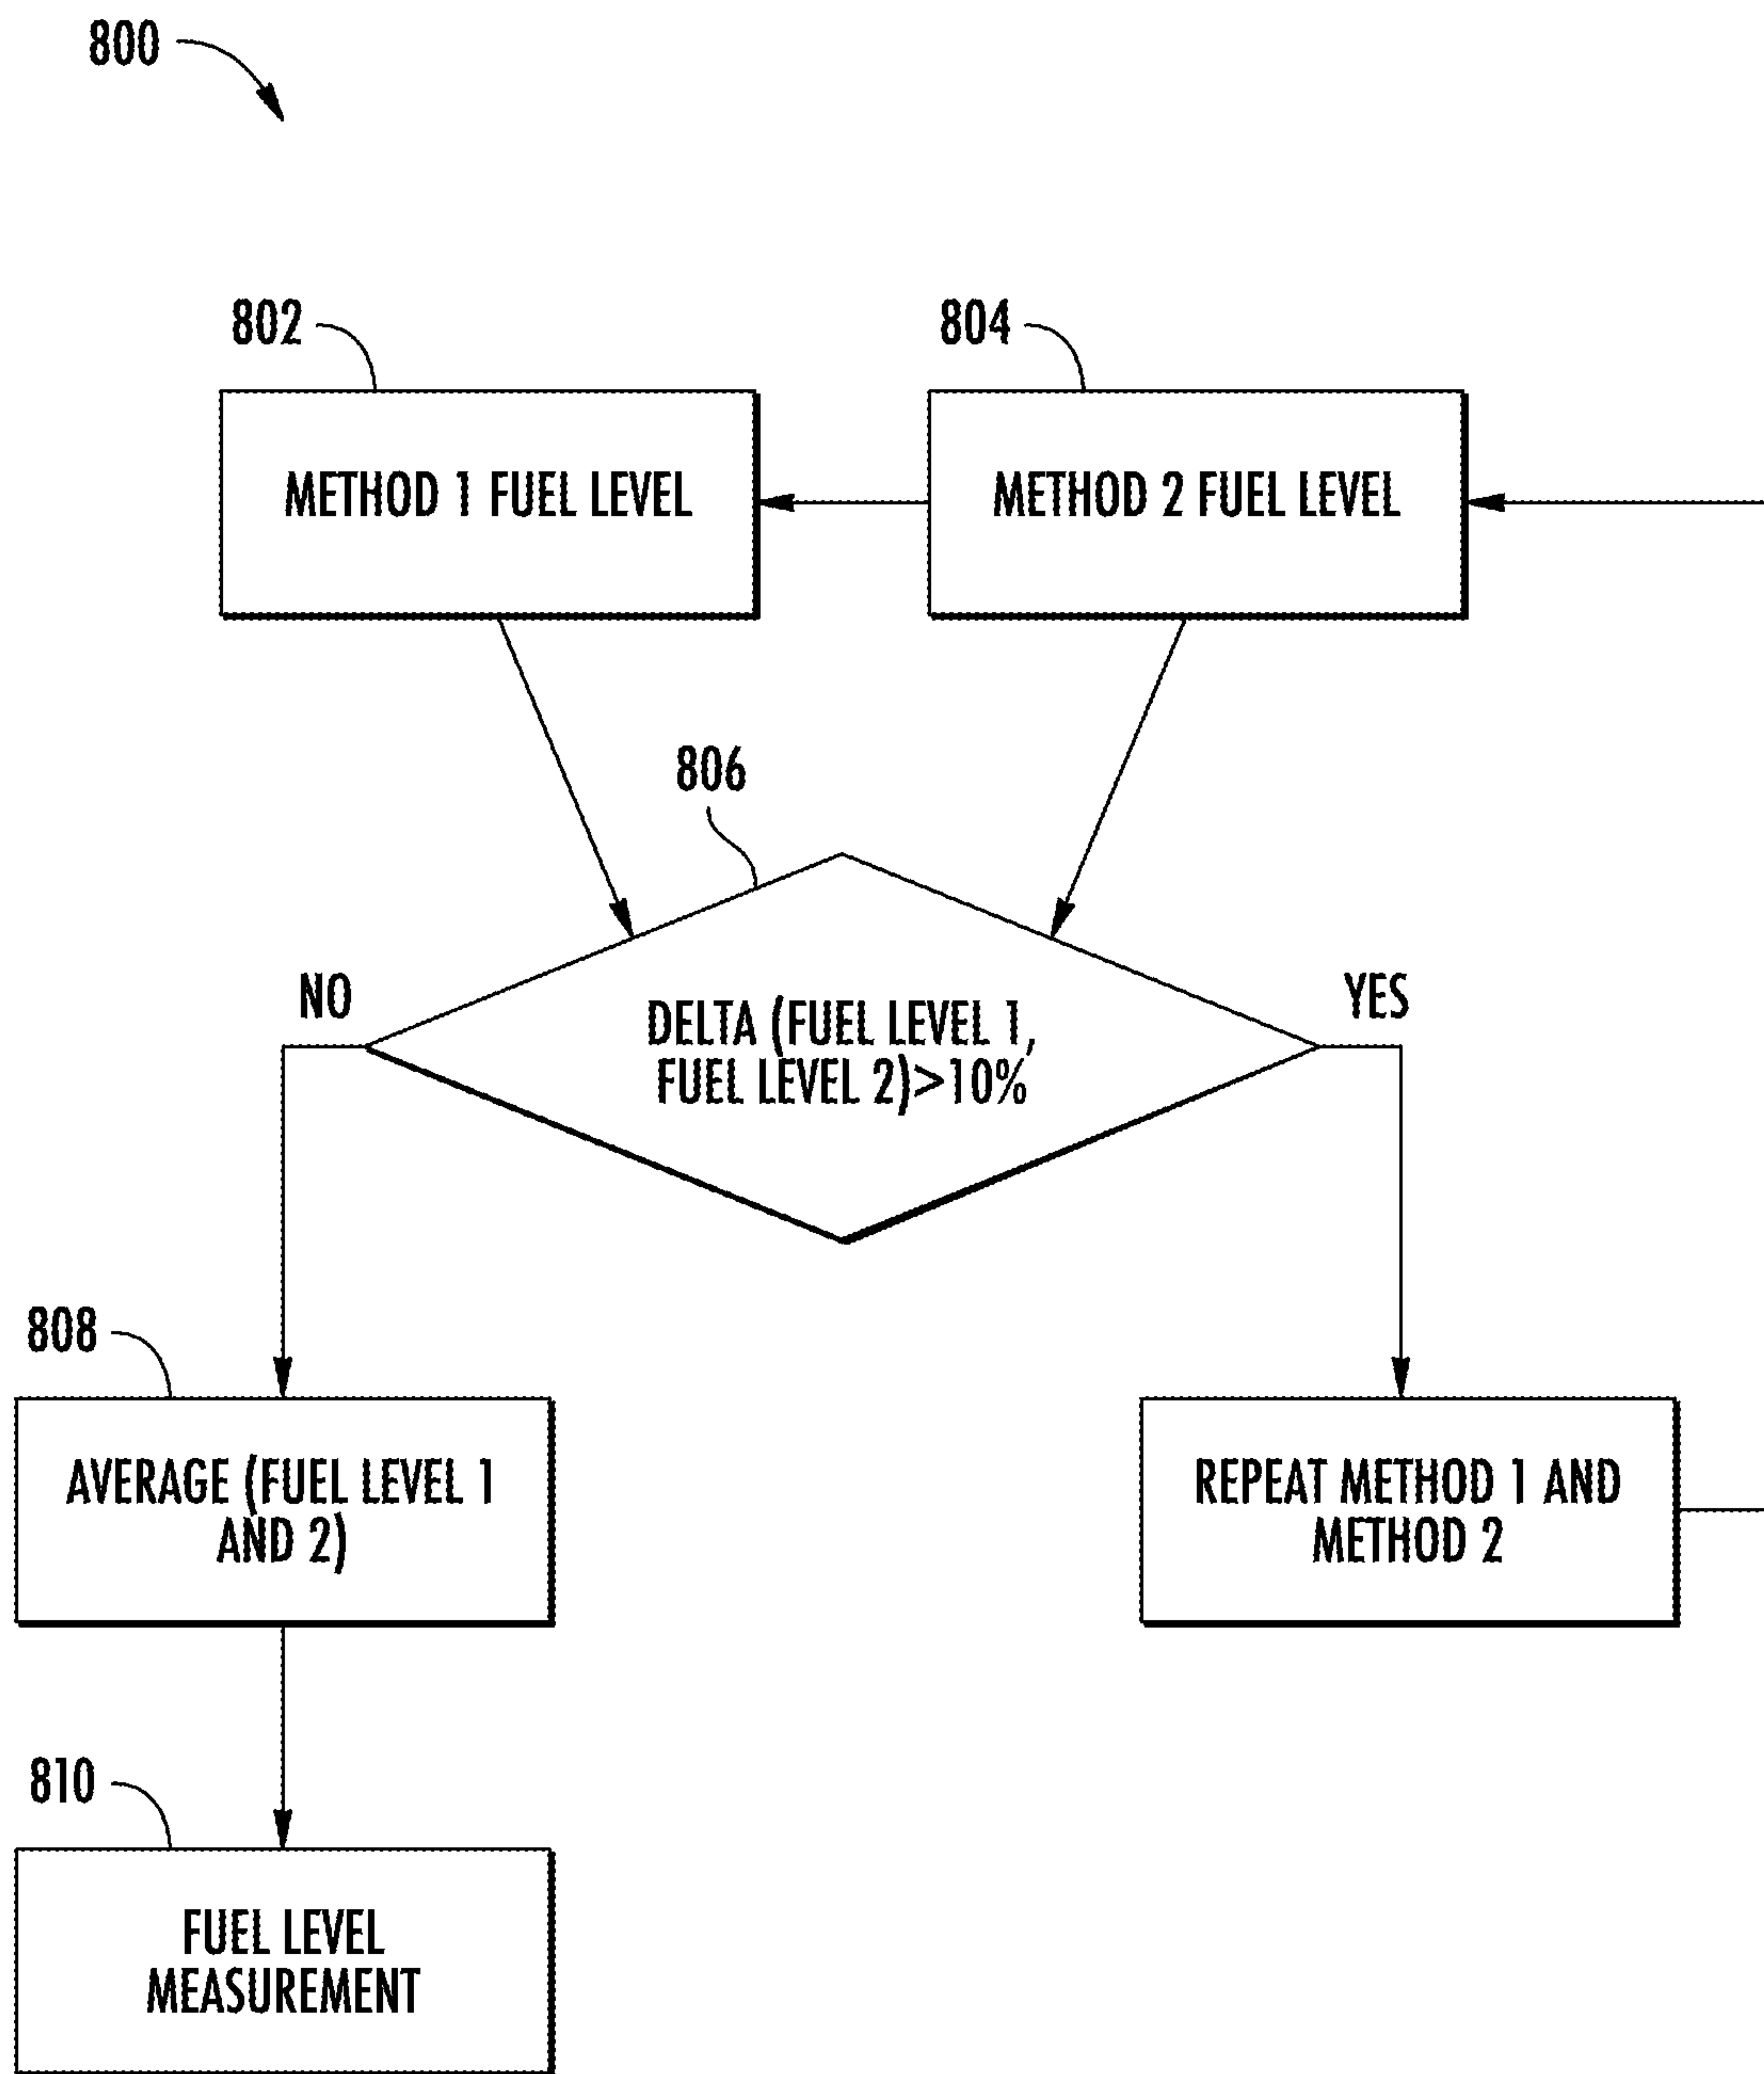 800
802
804
METHOD 1 FUEL LEVEL
METHOD 2 FUEL LEVEL
806
NO
YES
DELTA (FUEL LEVEL 1,
FUEL LEVEL 2)>10%
808
AVERAGE (FUEL LEVEL 1
AND 2)
REPEAT METHOD 1 AND
METHOD 2
810
FUEL LEVEL
MEASUREMENT